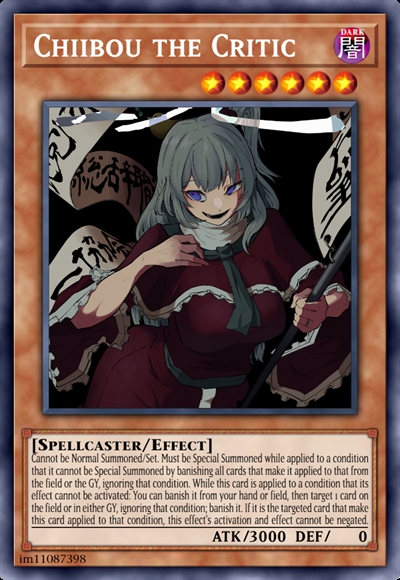 CHIIBOU THE CRITIC
DARK
闇
[SPELLCASTER/EFFECT]
Cannot be Normal Summoned/Set. Must be Special Summoned while applied to a condition
that it cannot be Special Summoned by banishing all cards that make it applied to that from
the field or the GY, ignoring that condition. While this card is applied to a condition that its
effect cannot be activated: You can banish it from your hand or field, then target 1 card on
the field or in either GY, ignoring that condition; banish it. If it is the targeted card that make
this card applied to that condition, this effect's activation and effect cannot be negated.
ATK/3000 DEF/ 0
im11087398